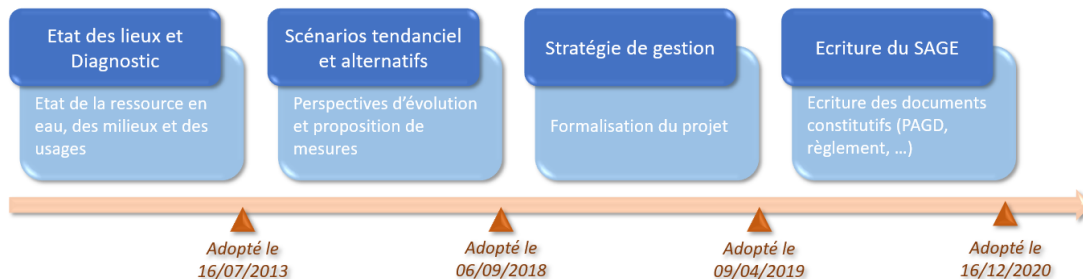 Etat des lieux et
Diagnostic
Etat de la ressource en
eau, des milieux et des
usages
Scénarios tendanciel
et alternatifs
Perspectives d'évolution
et proposition de
mesures
Stratégie de gestion
Formalisation du projet
Ecriture du SAGE
Ecriture des documents
constitutifs (PAGD,
règlement, ...)
Adopté le
16/07/2013
Adopté le
06/09/2018
Adopté le
09/04/2019
Adopté le
16/12/2020